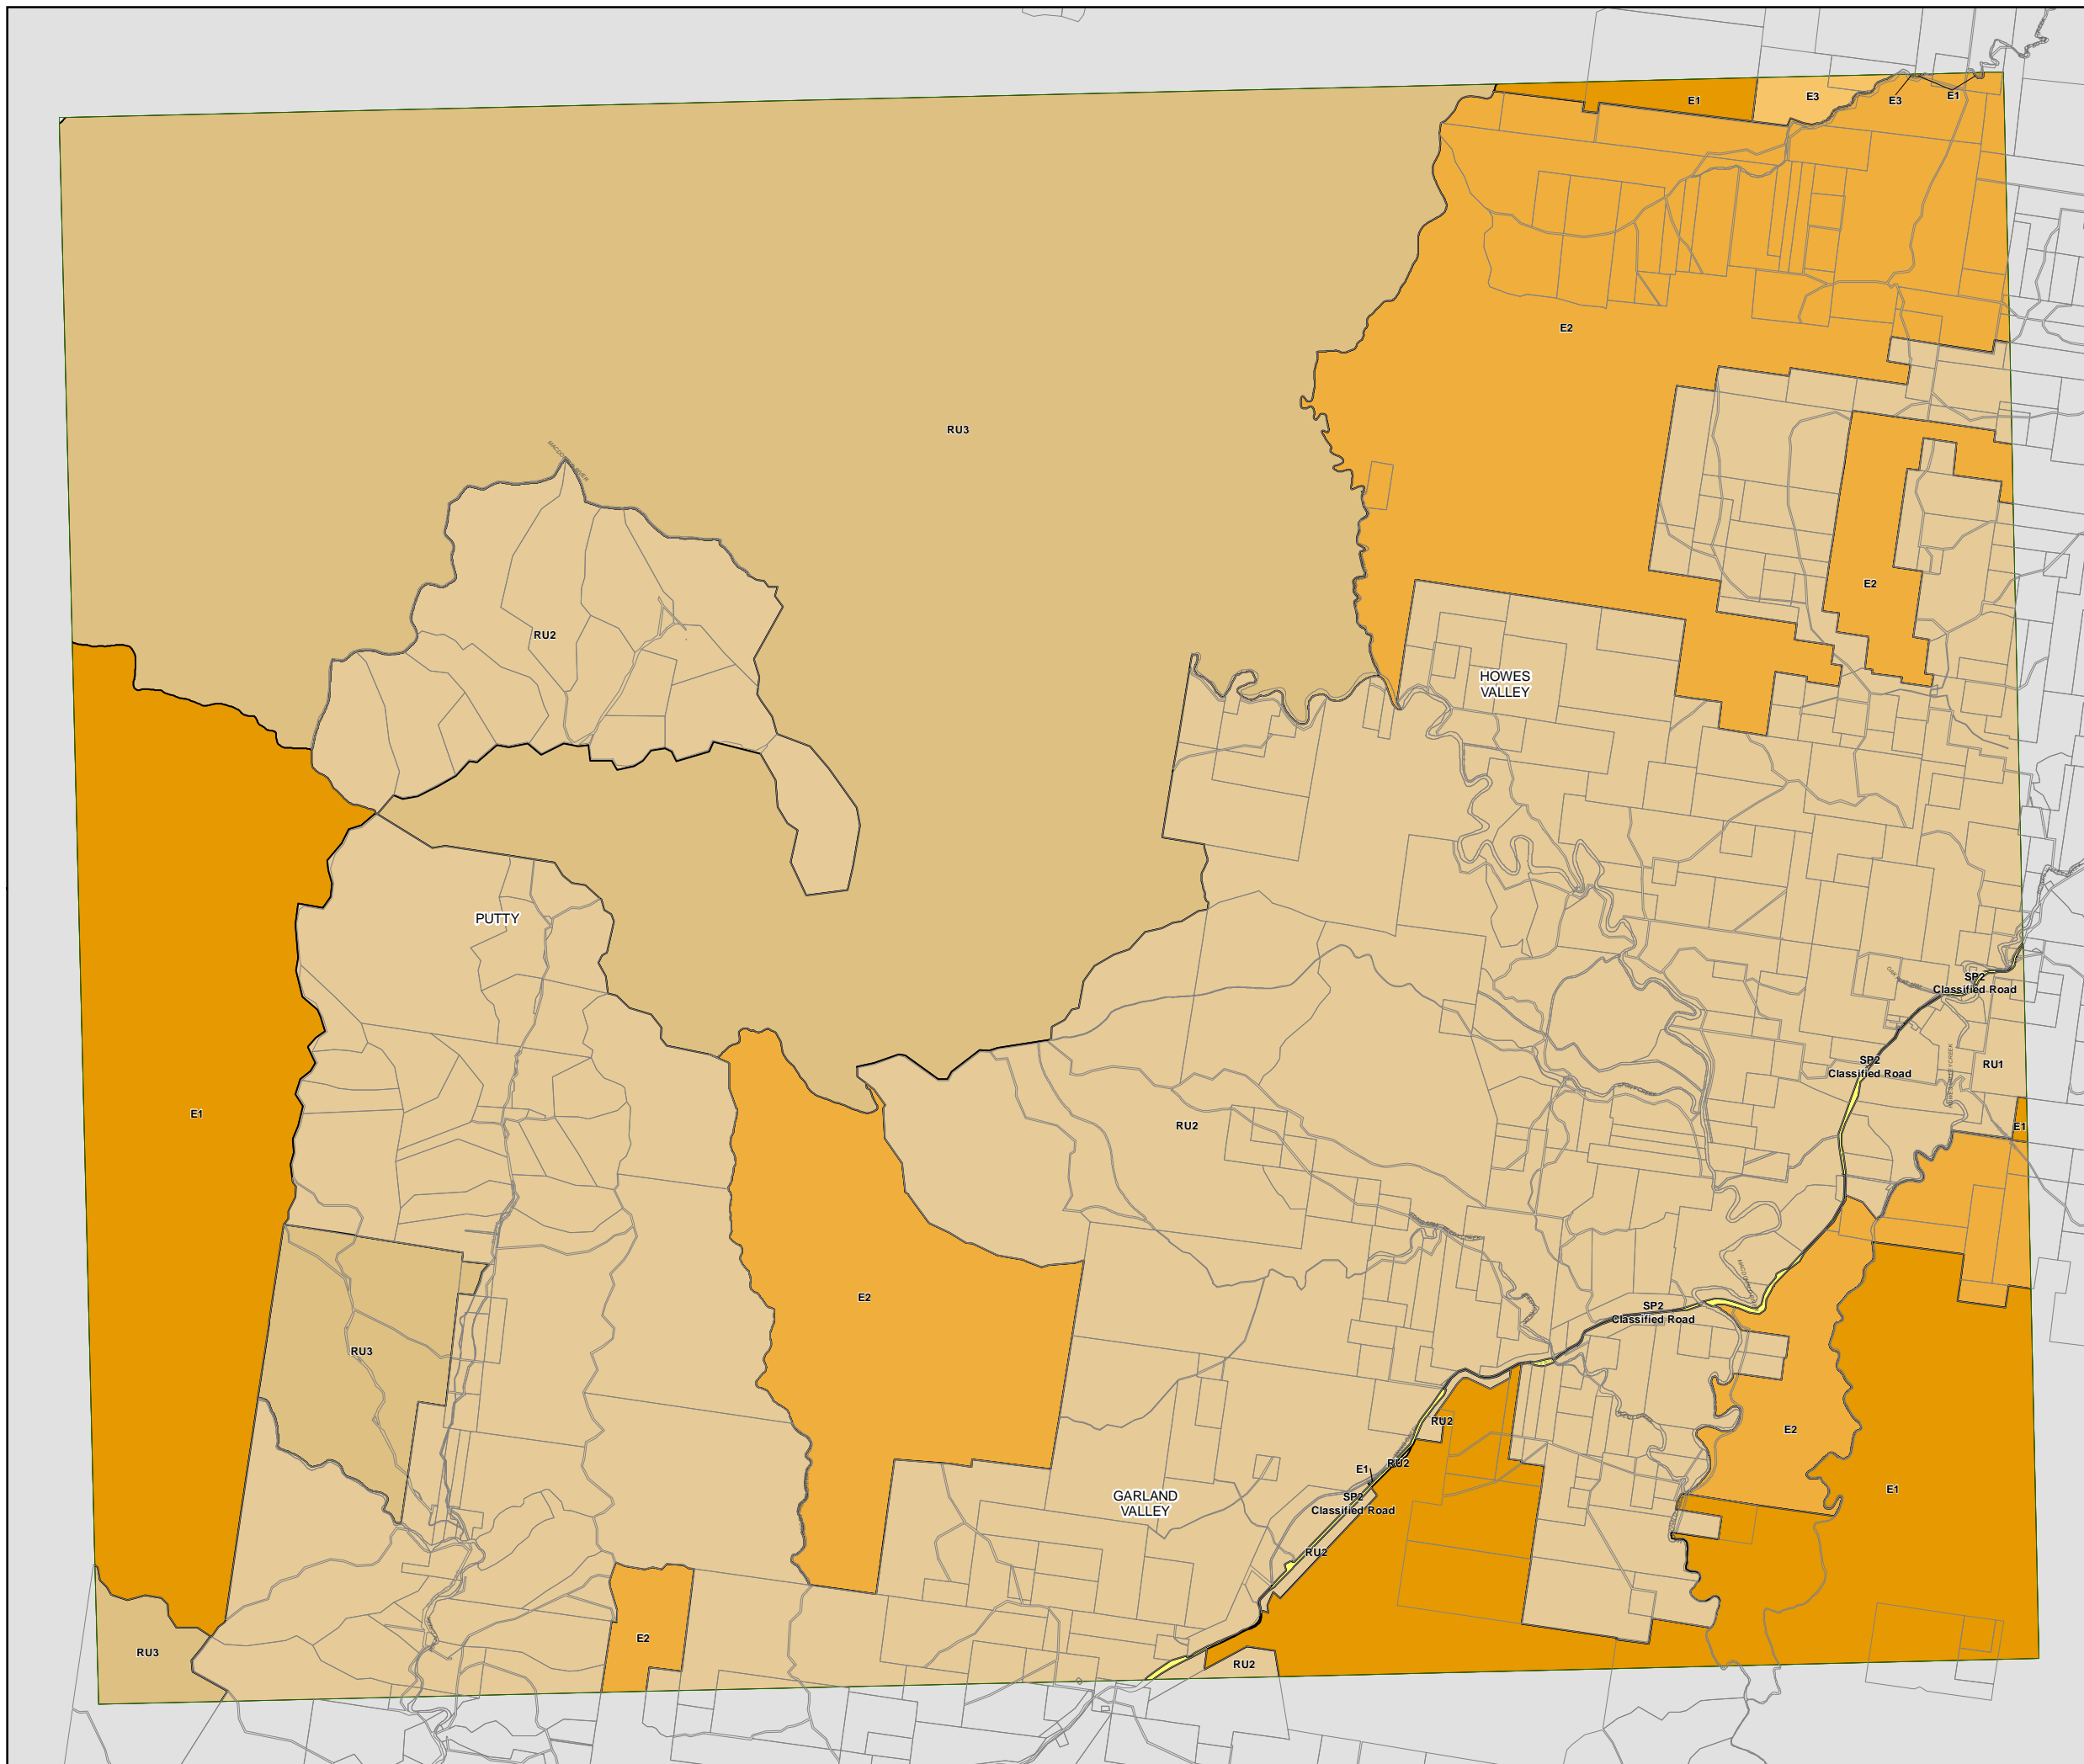 E1
E3
E3
E1
E2
RU3
E2
RU2
HOWES
VALLEY
PUTTY
SP2
Classified Road
SP2
Classified Road
RU1
E1
E1
RU2
E2
SP2
Classified Road
RU3
RU2
E2
RU2
E1
E1
SP2
Classified Road
GARLAND
VALLEY
RU2
E2
RU3
RU2